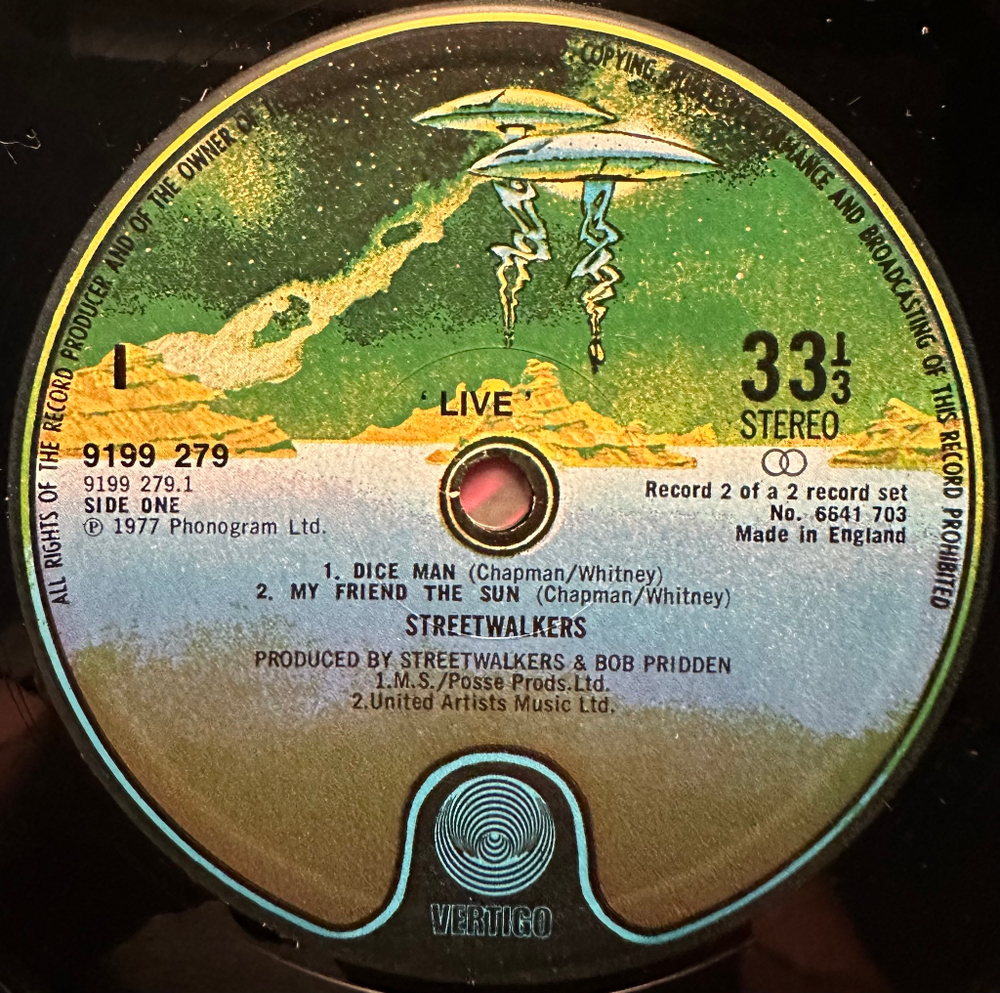 ALL RIGHTS OF THE RECORD PRODUCER AND OF THE OWNER OF
COPYING, PERFORMANCE AND BROADCASTING OF THIS RECORD PROHIBITED
I
' LIVE '
33 1/3
STEREO
9199 279
9199 279.1
SIDE ONE
℗ 1977 Phonogram Ltd.
Record 2 of a 2 record set
No. 6641 703
Made in England
1. DICE MAN (Chapman/Whitney)
2. MY FRIEND THE SUN (Chapman/Whitney)
STREETWALKERS
PRODUCED BY STREETWALKERS & BOB PRIDDEN
1.M.S./Posse Prods.Ltd.
2.United Artists Music Ltd.
VERTIGO